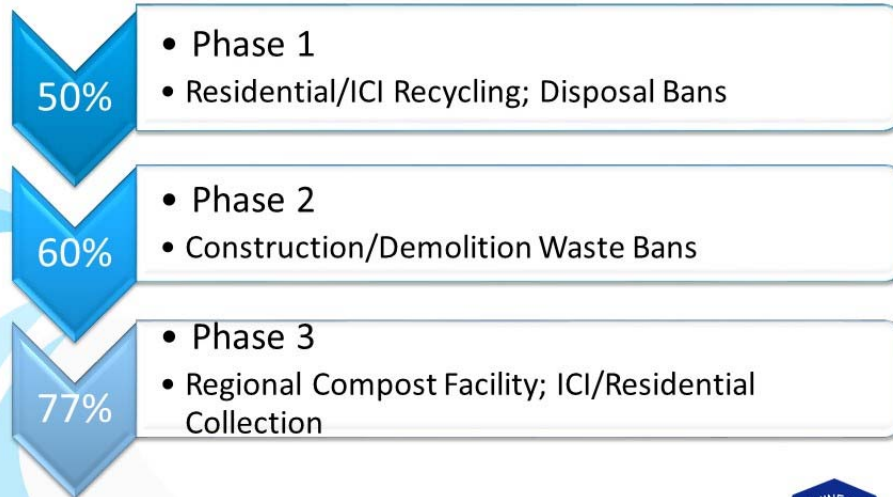 50%
• Phase 1
• Residential/ICI Recycling; Disposal Bans
60%
• Phase 2
• Construction/Demolition Waste Bans
77%
• Phase 3
• Regional Compost Facility; ICI/Residential
Collection